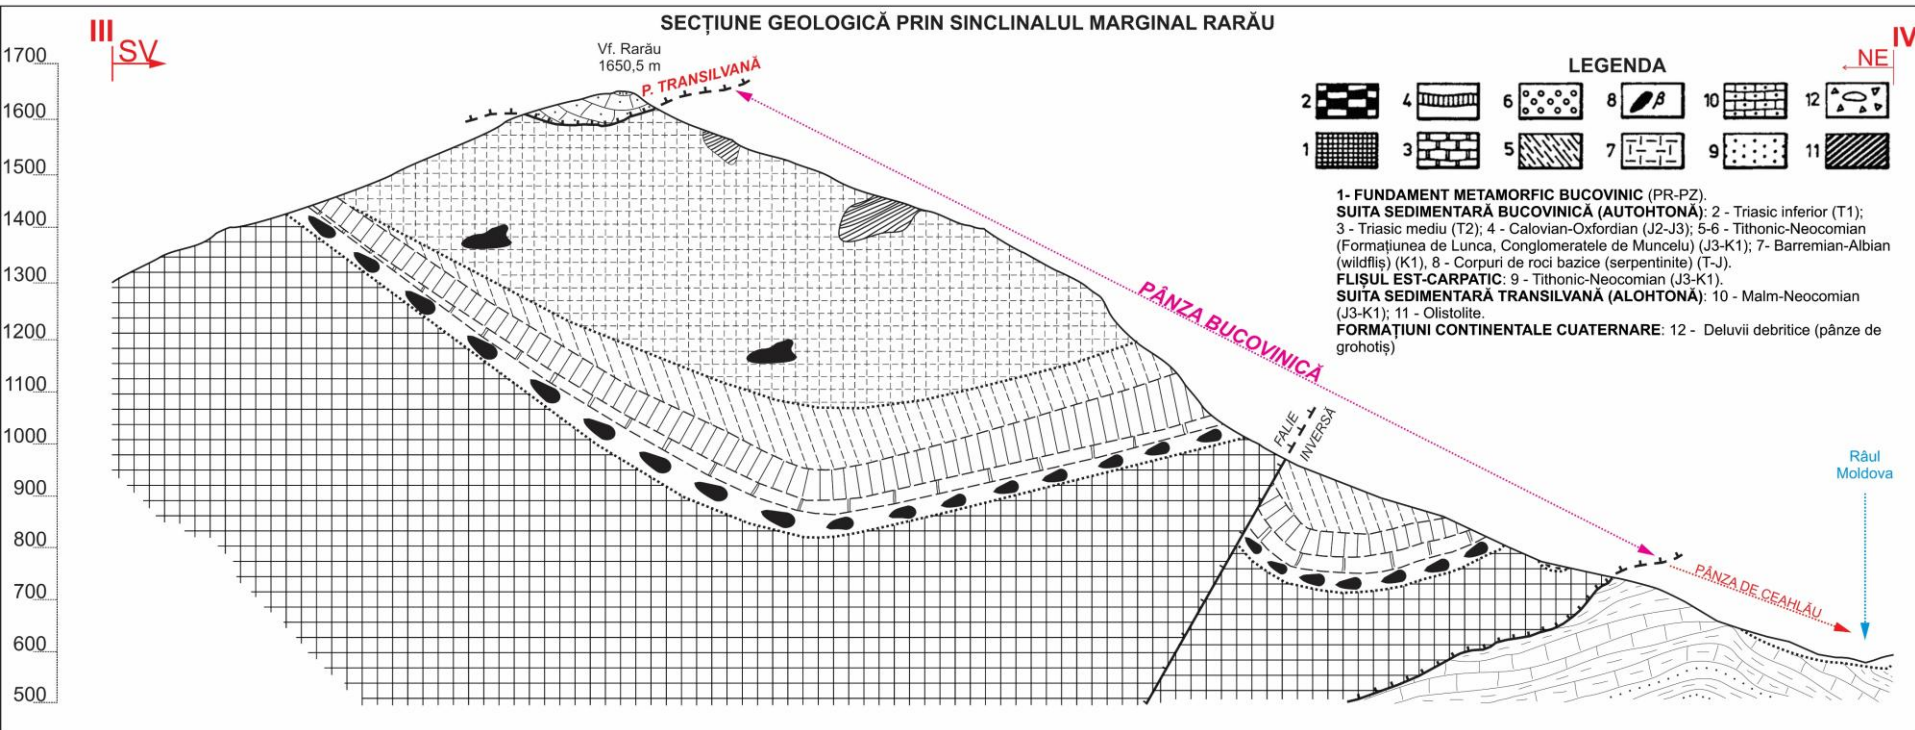 SECȚIUNE GEOLOGICĂ PRIN SINCLINALUL MARGINAL RARĂU
III
SV
IV
NE
Vf. Rarău
1650,5 m
P. TRANSILVANĂ
1700
1600
1500
1400
1300
1200
1100
1000
900
800
700
600
500
PÂNZA BUCOVINICĂ
FALIE
INVERSĂ
PÂNZA DE CEAHLĂU
Râul
Moldova
LEGENDA
2 4 6 8 β 10 12
1 3 5 7 9 11
1- FUNDAMENT METAMORFIC BUCOVINIC (PR-PZ).
SUITA SEDIMENTARĂ BUCOVINICĂ (AUTOHTONĂ): 2 - Triasic inferior (T1);
3 - Triasic mediu (T2); 4 - Calovian-Oxfordian (J2-J3); 5-6 - Tithonic-Neocomian
(Formațiunea de Lunca, Conglomeratele de Muncelu) (J3-K1); 7- Barremian-Albian
(wildfliș) (K1), 8 - Corpuri de roci bazice (serpentinite) (T-J).
FLIȘUL EST-CARPATIC: 9 - Tithonic-Neocomian (J3-K1).
SUITA SEDIMENTARĂ TRANSILVANĂ (ALOHTONĂ): 10 - Malm-Neocomian
(J3-K1); 11 - Olistolite.
FORMAȚIUNI CONTINENTALE CUATERNARE: 12 - Deluvii debritice (pânze de
grohotiș)